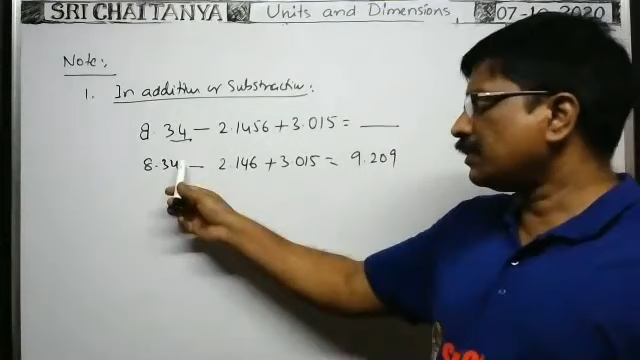 SRI CHAITANYA Units and Dimensions, 07-10-2020
Note:-
1. In addition or Substraction:
8.34 — 2.1456 + 3.015 = ___
8.34 — 2.146 + 3.015 = 9.209